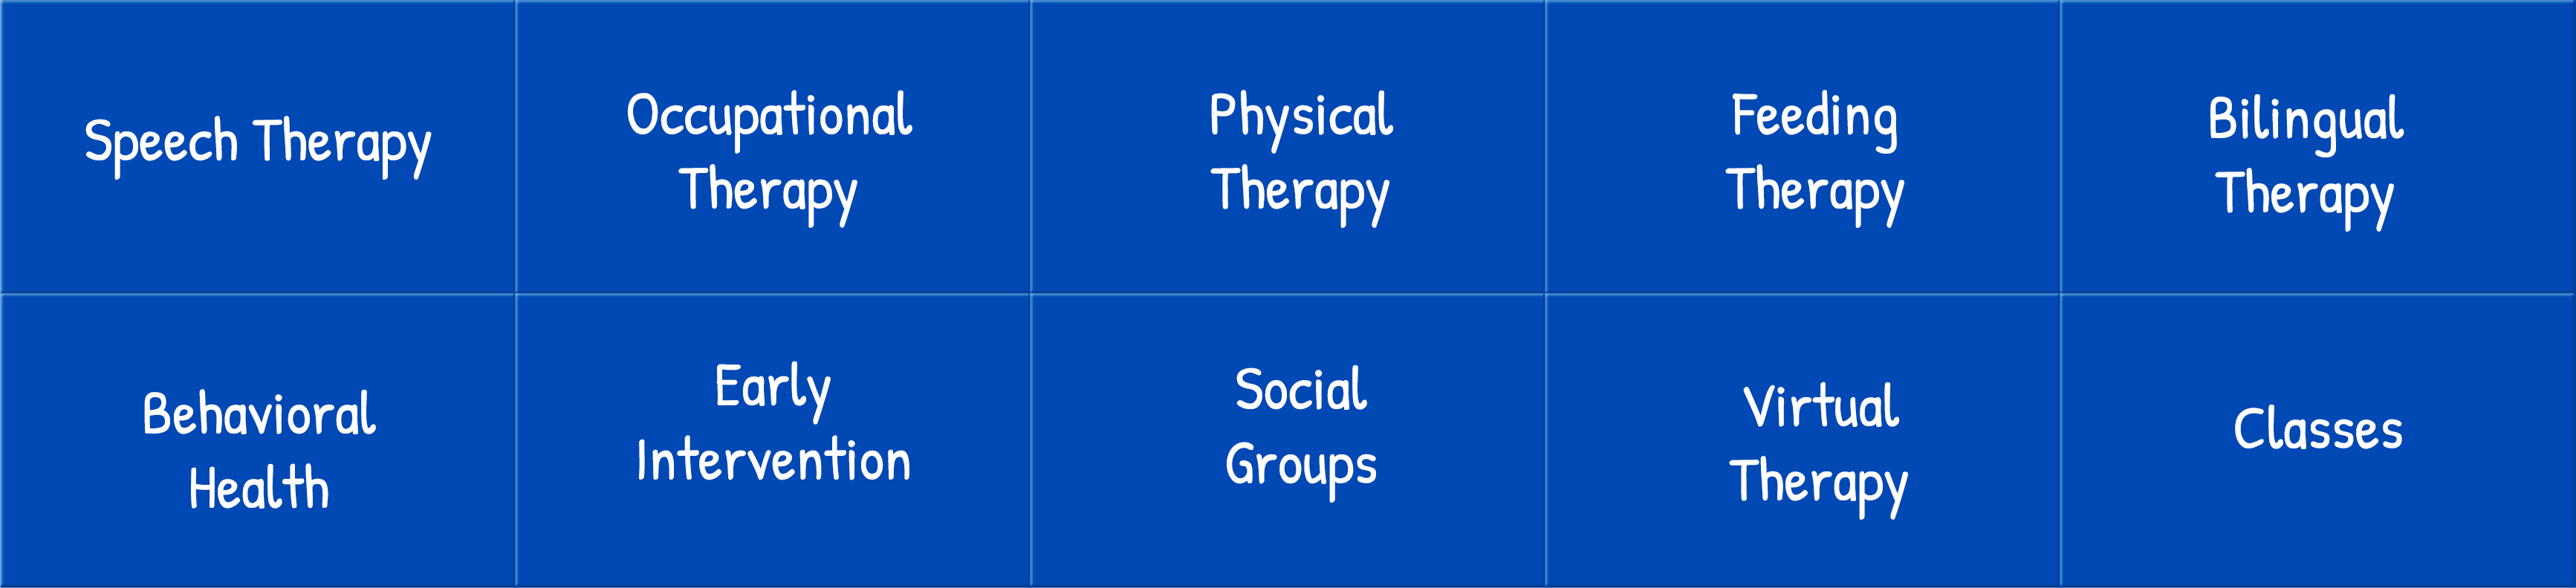 Speech Therapy
Occupational
Therapy
Physical
Therapy
Feeding
Therapy
Bilingual
Therapy
Behavioral
Health
Early
Intervention
Social
Groups
Virtual
Therapy
Classes